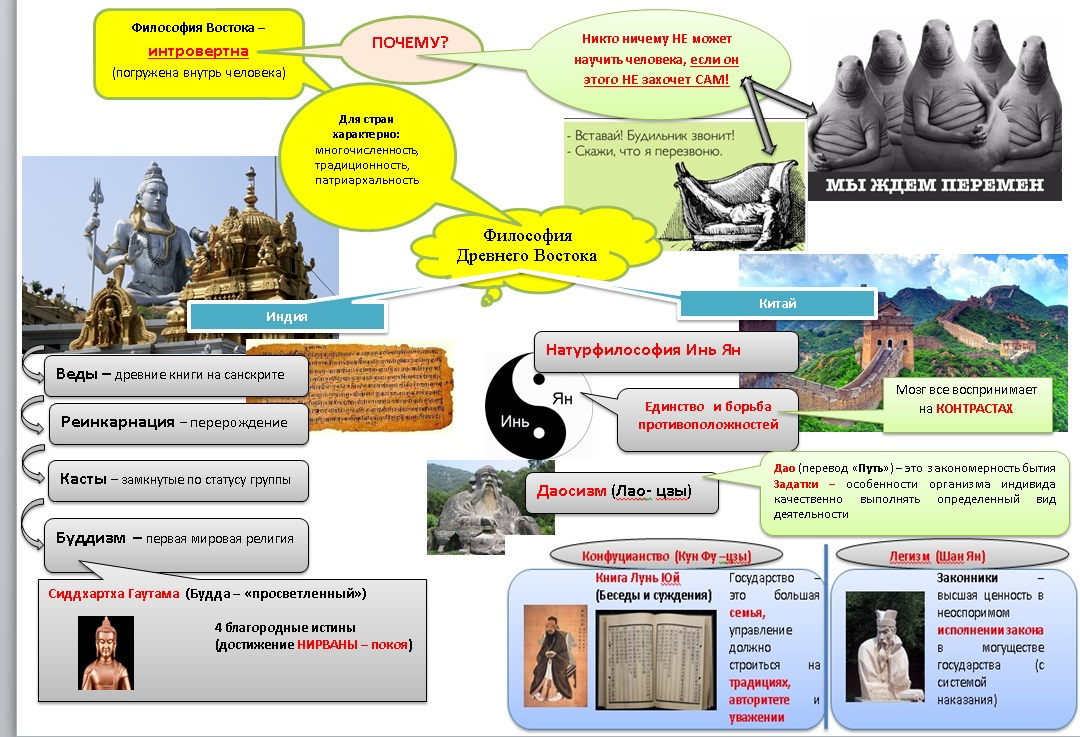 Философия Востока –
интровертна
(погружена внутрь человека)
ПОЧЕМУ?
Никто ничему НЕ может
научить человека, если он
этого НЕ захочет САМ!
Для стран
характерно:
многочисленность,
традиционность,
патриархальность
- Вставай! Будильник звонит!
- Скажи, что я перезвоню.
МЫ ЖДЕМ ПЕРЕМЕН
Философия
Древнего Востока
Индия
Китай
Веды – древние книги на санскрите
Реинкарнация – перерождение
Касты – замкнутые по статусу группы
Буддизм – первая мировая религия
Сиддхартха Гаутама (Будда – «просветленный»)
4 благородные истины
(достижение НИРВАНЫ – покоя)
Натурфилософия Инь Ян
Ян
Инь
Единство и борьба
противоположностей
Мозг все воспринимает
на КОНТРАСТАХ
Даосизм (Лао- цзы)
Дао (перевод «Путь») – это закономерность бытия
Задатки – особенности организма индивида
качественно выполнять определенный вид
деятельности
Конфуцианство (Кун Фу –цзы)
Книга Лунь Юй
(Беседы и суждения)
Государство –
это большая
семья,
управление
должно
строиться на
традициях,
авторитете и
уважении
Легизм (Шан Ян)
Законники –
высшая ценность в
неоспоримом
исполнении закона
в могуществе
государства (с
системой
наказания)